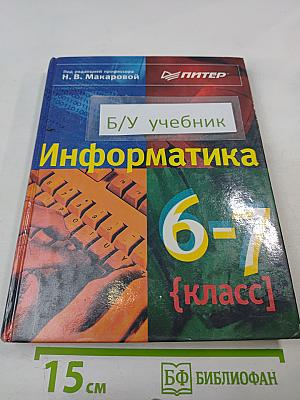 Под редакцией профессора
Н. В. Макаровой
ПИТЕР
Б/У учебник
Информатика
6-7
{класс]
15 см
БФ БИБЛИОФАН